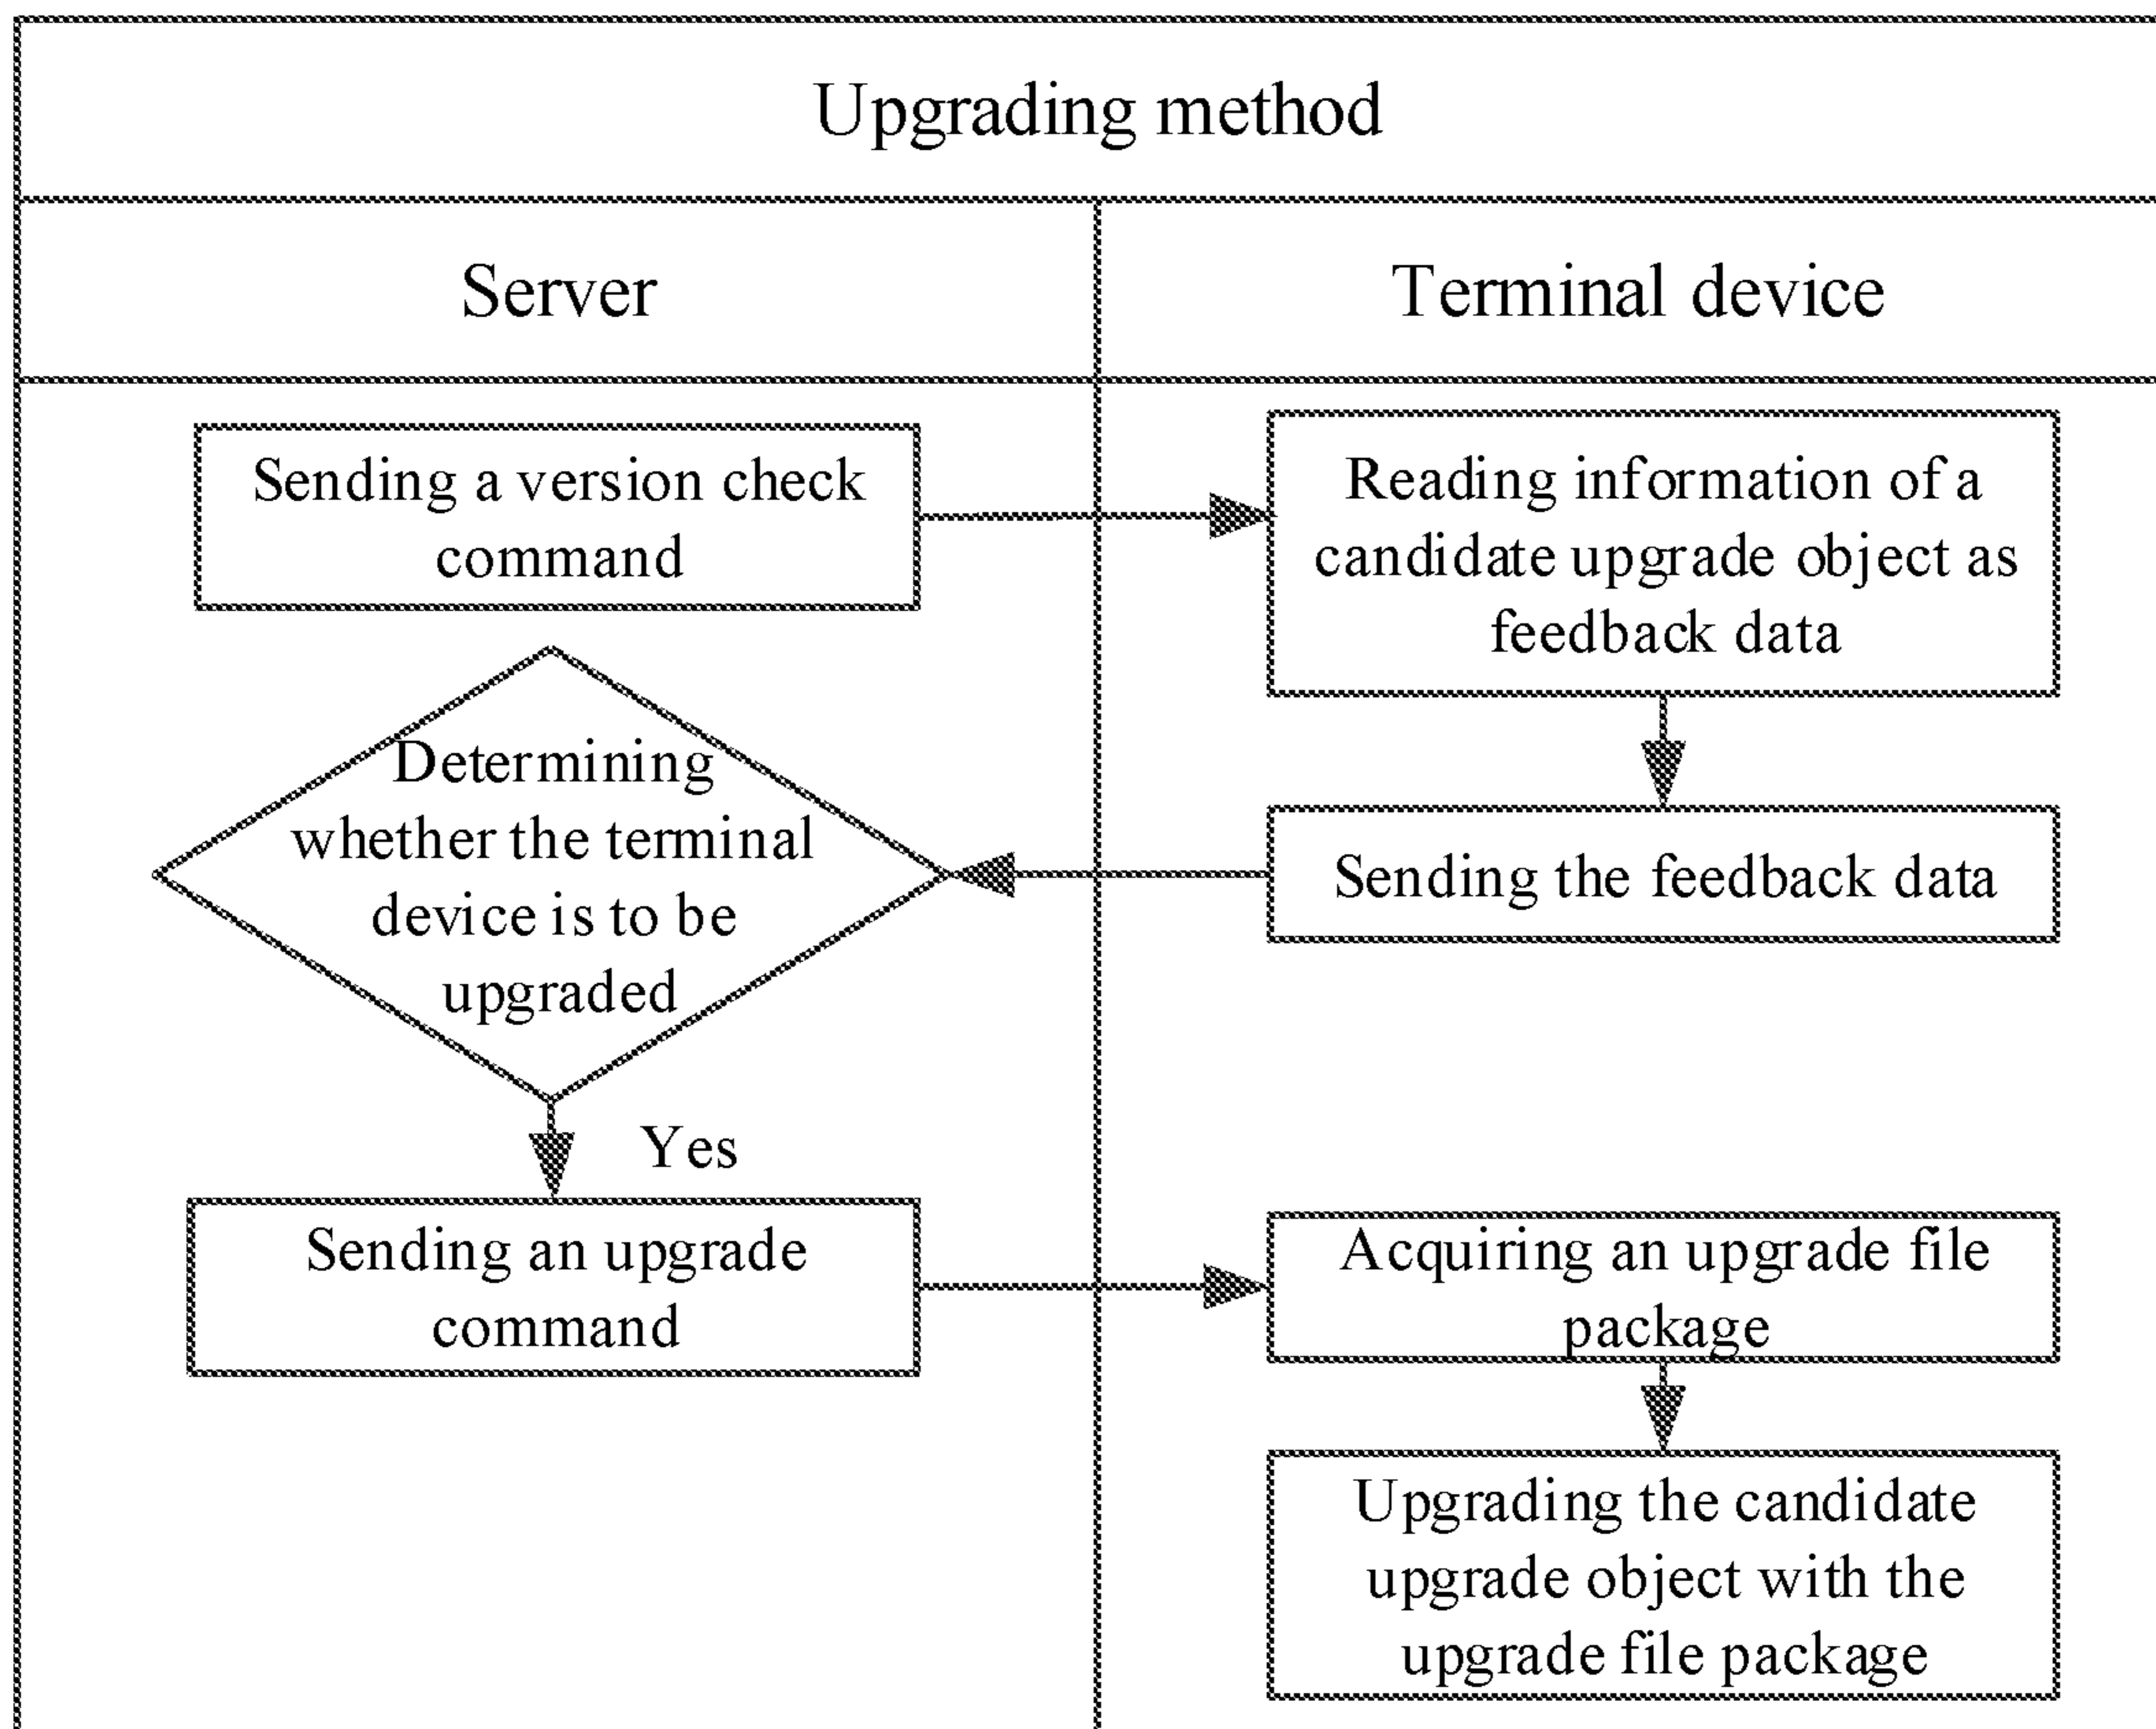 Upgrading method
Server
Terminal device
Sending a version check
command
Reading information of a
candidate upgrade object as
feedback data
Sending the feedback data
Determining
whether the terminal
device is to be
upgraded
Yes
Sending an upgrade
command
Acquiring an upgrade file
package
Upgrading the candidate
upgrade object with the
upgrade file package